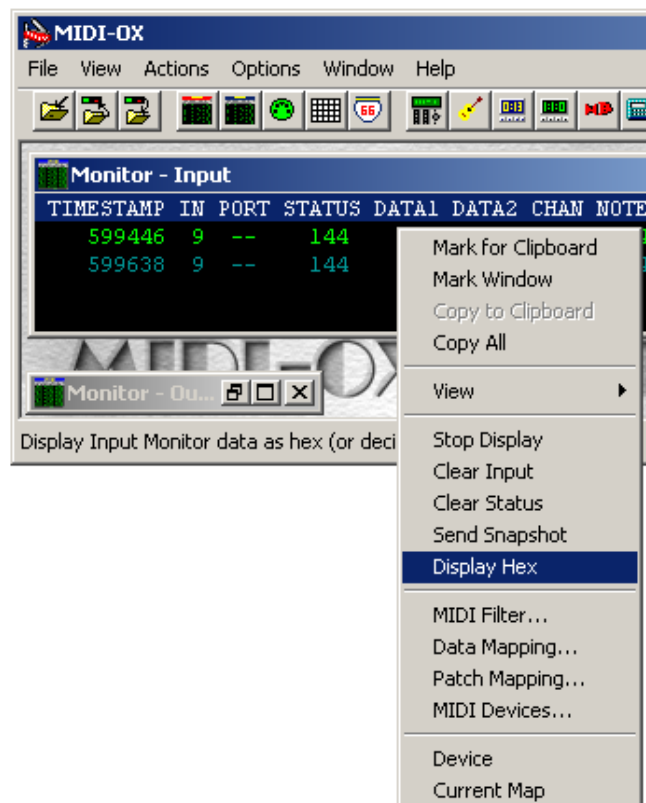 MIDI-OX
File View Actions Options Window Help
66
Monitor - Input
TIMESTAMP IN PORT STATUS DATA1 DATA2 CHAN NOTE
599446 9 -- 144
599638 9 -- 144
MIDI-OX
Monitor - Ou...
Display Input Monitor data as hex (or deci
Mark for Clipboard
Mark Window
Copy to Clipboard
Copy All
View
Stop Display
Clear Input
Clear Status
Send Snapshot
Display Hex
MIDI Filter...
Data Mapping...
Patch Mapping...
MIDI Devices...
Device
Current Map